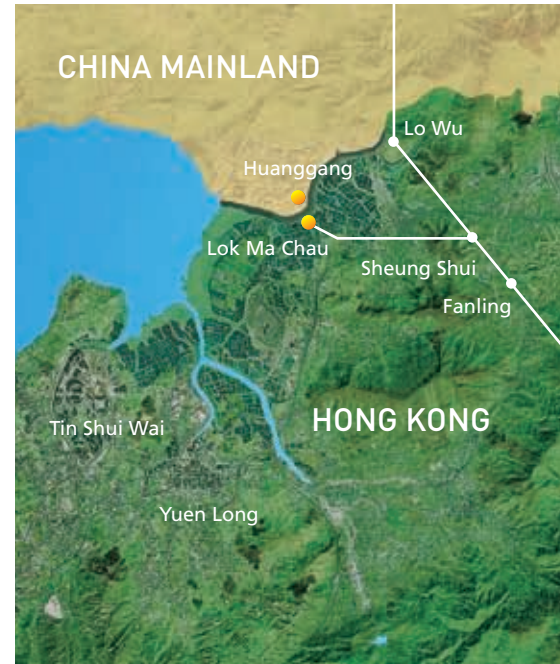 CHINA MAINLAND
Lo Wu
Huanggang
Lok Ma Chau
Sheung Shui
Fanling
HONG KONG
Tin Shui Wai
Yuen Long